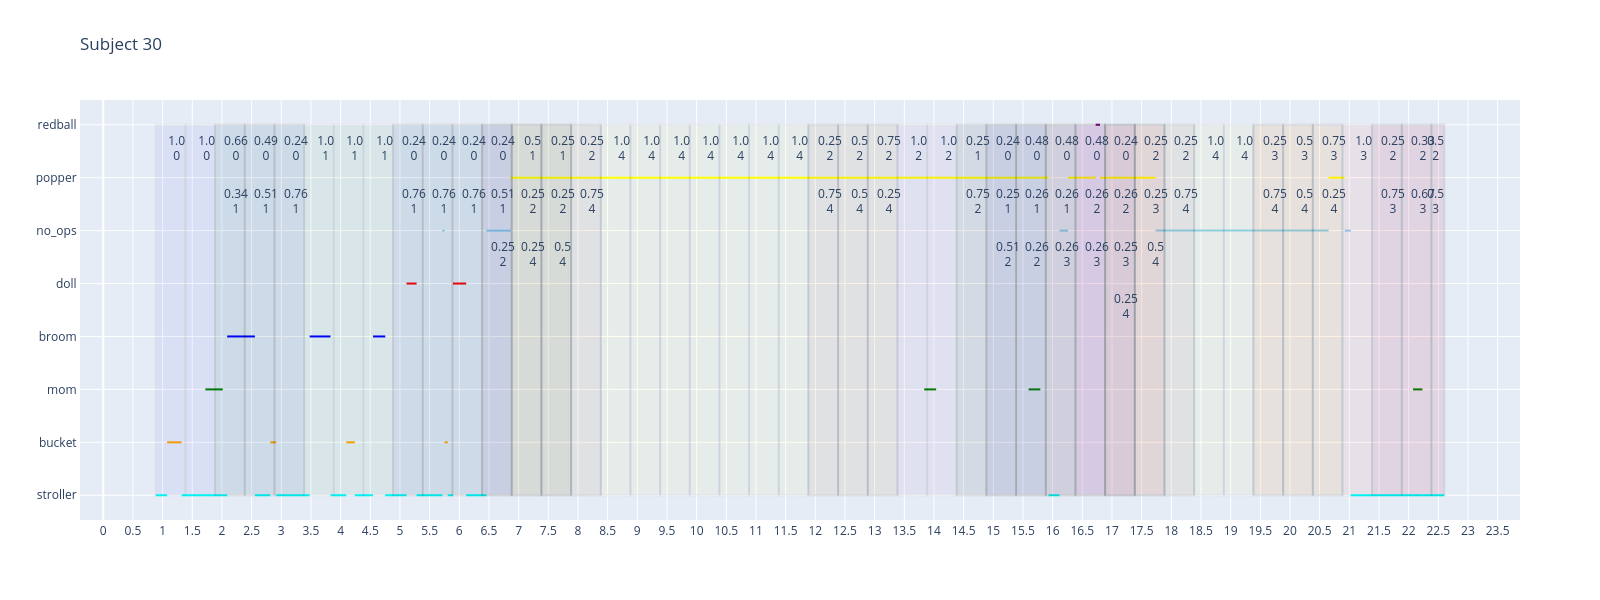 Subject 30
redball
1.0 1.0 0.66 0.49 0.24 1.0 1.0 1.0 0.24 0.24 0.24 0.24 0.5 0.25 0.25 1.0 1.0 1.0 1.0 1.0 1.0 1.0 0.25 0.5 0.75 1.0 1.0 0.25 0.24 0.48 0.48 0.48 0.24 0.25 0.25 1.0 1.0 0.25 0.5 0.75 1.0 0.25 0.33 0.5
0 0 0 0 0 1 1 1 0 0 0 0 1 1 2 4 4 4 4 4 4 4 2 2 2 2 2 1 0 0 0 0 0 2 2 4 4 3 3 3 3 2 2 2
popper
0.34 0.51 0.76 0.76 0.76 0.76 0.51 0.25 0.25 0.75 0.75 0.5 0.25 0.75 0.25 0.26 0.26 0.26 0.26 0.25 0.75 0.75 0.5 0.25 0.75 0.67 0.5
1 1 1 1 1 1 1 2 2 4 4 4 4 2 1 1 1 2 2 3 4 4 4 4 3 3 3
no_ops
0.25 0.25 0.5 0.51 0.26 0.26 0.26 0.25 0.5
2 4 4 2 2 3 3 3 4
doll
0.25
4
broom
mom
bucket
stroller
0 0.5 1 1.5 2 2.5 3 3.5 4 4.5 5 5.5 6 6.5 7 7.5 8 8.5 9 9.5 10 10.5 11 11.5 12 12.5 13 13.5 14 14.5 15 15.5 16 16.5 17 17.5 18 18.5 19 19.5 20 20.5 21 21.5 22 22.5 23 23.5